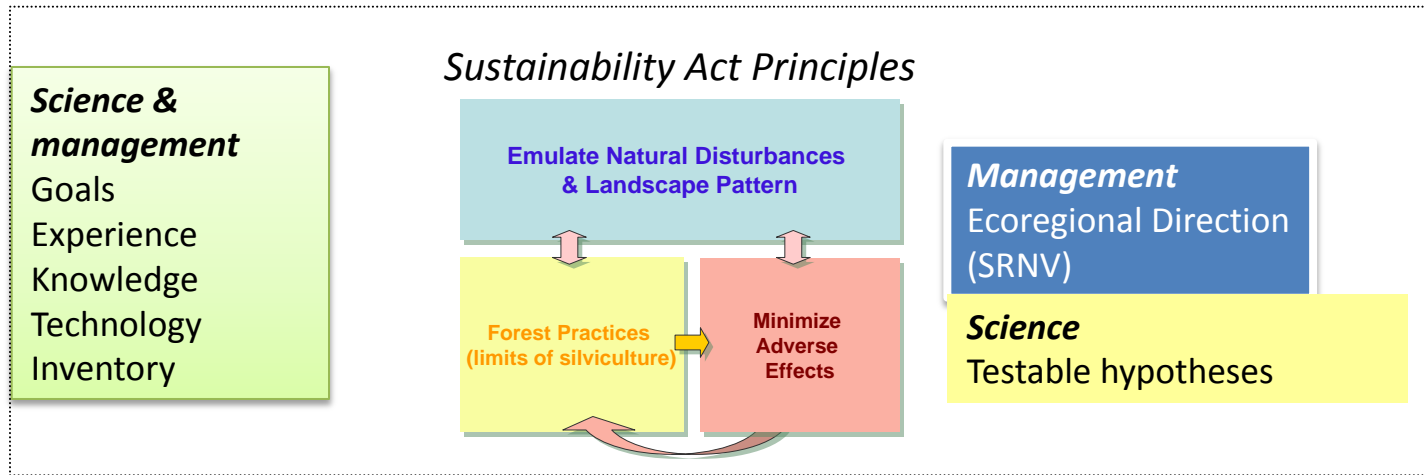 Science &
management
Goals
Experience
Knowledge
Technology
Inventory
Sustainability Act Principles
Emulate Natural Disturbances
& Landscape Pattern
Forest Practices
(limits of silviculture)
Minimize
Adverse
Effects
Management
Ecoregional Direction
(SRNV)
Science
Testable hypotheses